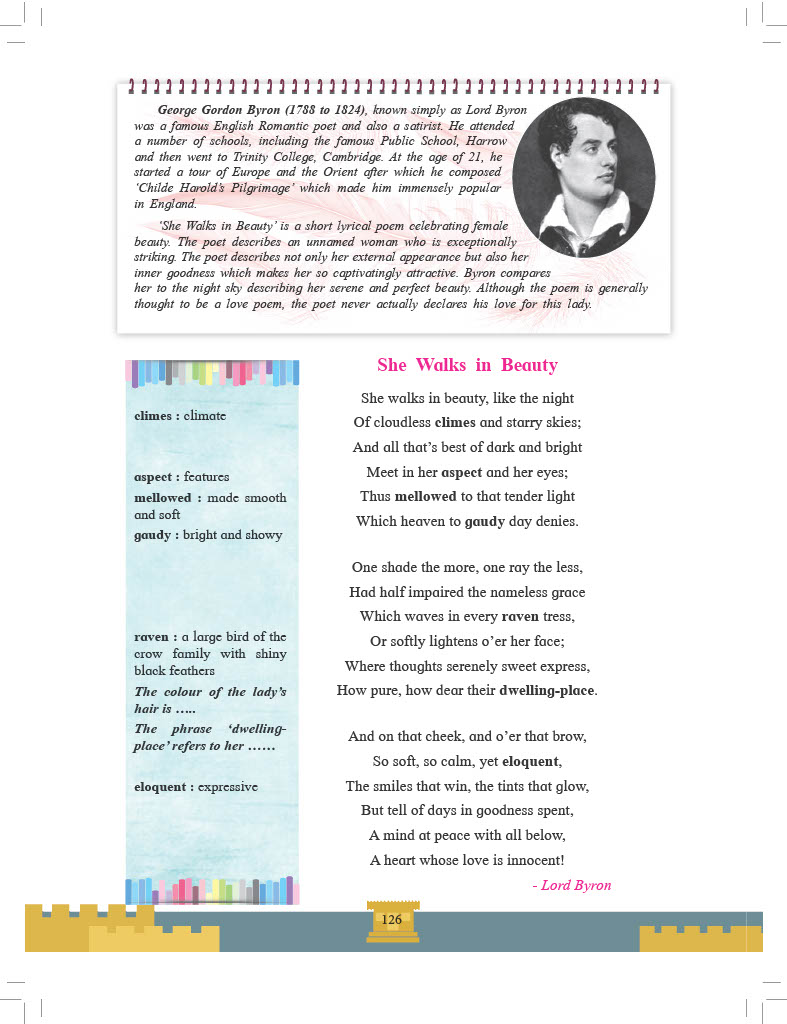 George Gordon Byron (1788 to 1824), known simply as Lord Byron
was a famous English Romantic poet and also a satirist. He attended
a number of schools, including the famous Public School, Harrow
and then went to Trinity College, Cambridge. At the age of 21, he
started a tour of Europe and the Orient after which he composed
‘Childe Harold’s Pilgrimage’ which made him immensely popular
in England.
‘She Walks in Beauty’ is a short lyrical poem celebrating female
beauty. The poet describes an unnamed woman who is exceptionally
striking. The poet describes not only her external appearance but also her
inner goodness which makes her so captivatingly attractive. Byron compares
her to the night sky describing her serene and perfect beauty. Although the poem is generally
thought to be a love poem, the poet never actually declares his love for this lady.
climes : climate
aspect : features
mellowed : made smooth
and soft
gaudy : bright and showy
raven : a large bird of the
crow family with shiny
black feathers
The colour of the lady’s
hair is .....
The phrase ‘dwelling-
place’ refers to her ......
eloquent : expressive
She Walks in Beauty
She walks in beauty, like the night
Of cloudless climes and starry skies;
And all that’s best of dark and bright
Meet in her aspect and her eyes;
Thus mellowed to that tender light
Which heaven to gaudy day denies.
One shade the more, one ray the less,
Had half impaired the nameless grace
Which waves in every raven tress,
Or softly lightens o’er her face;
Where thoughts serenely sweet express,
How pure, how dear their dwelling-place.
And on that cheek, and o’er that brow,
So soft, so calm, yet eloquent,
The smiles that win, the tints that glow,
But tell of days in goodness spent,
A mind at peace with all below,
A heart whose love is innocent!
- Lord Byron
126